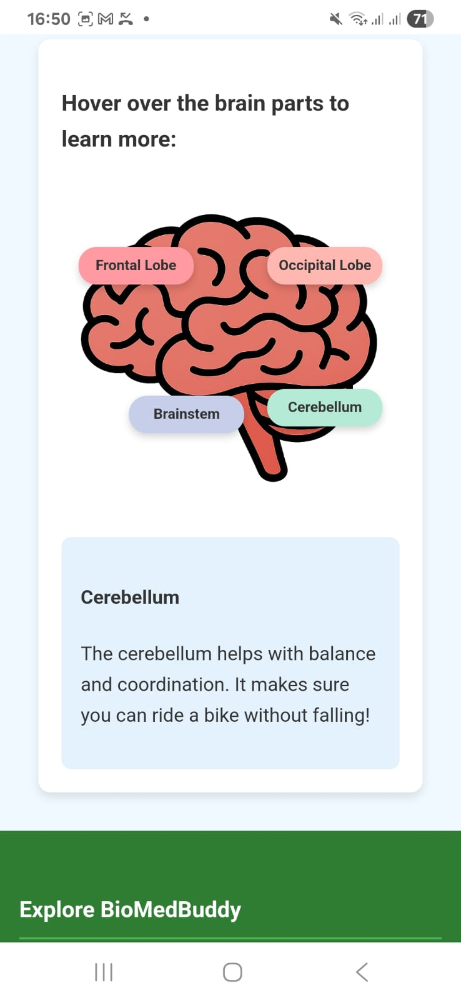 16:50
71
Hover over the brain parts to
learn more:
Frontal Lobe
Occipital Lobe
Brainstem
Cerebellum
Cerebellum
The cerebellum helps with balance
and coordination. It makes sure
you can ride a bike without falling!
Explore BioMedBuddy